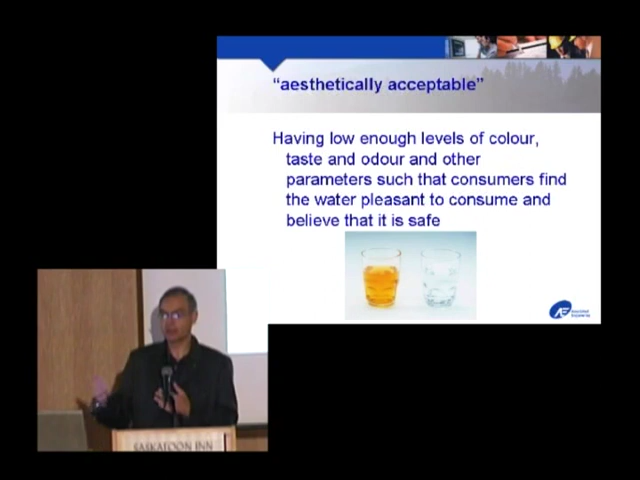 “aesthetically acceptable”
Having low enough levels of colour,
taste and odour and other
parameters such that consumers find
the water pleasant to consume and
believe that it is safe
AE
SASKATOON INN